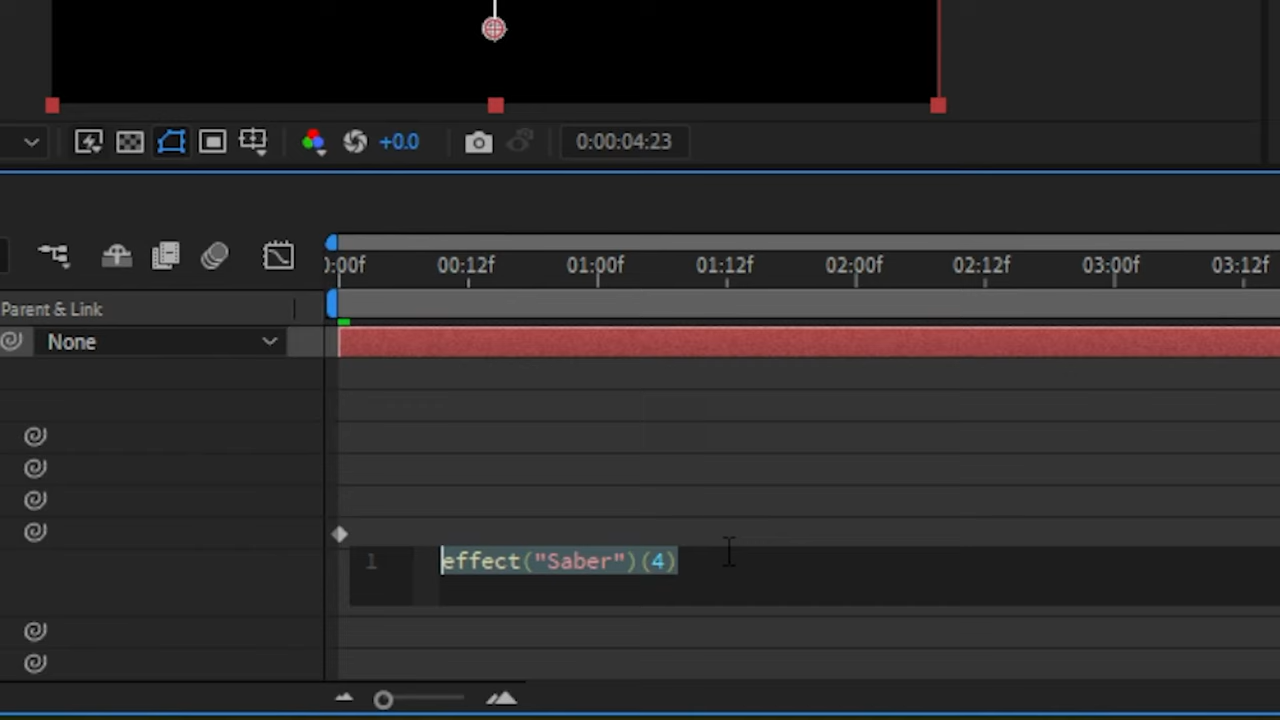 +0.0
0:00:04:23
0:00f 00:12f 01:00f 01:12f 02:00f 02:12f 03:00f 03:12f
Parent & Link
None
1 effect("Saber")(4)